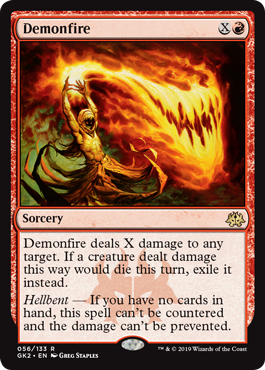 Demonfire XR
Sorcery
Demonfire deals X damage to any
target. If a creature dealt damage
this way would die this turn, exile it
instead.
Hellbent — If you have no cards in
hand, this spell can't be countered
and the damage can't be prevented.
056/133 R
GK2 • EN Greg Staples
™ & © 2019 Wizards of the Coast